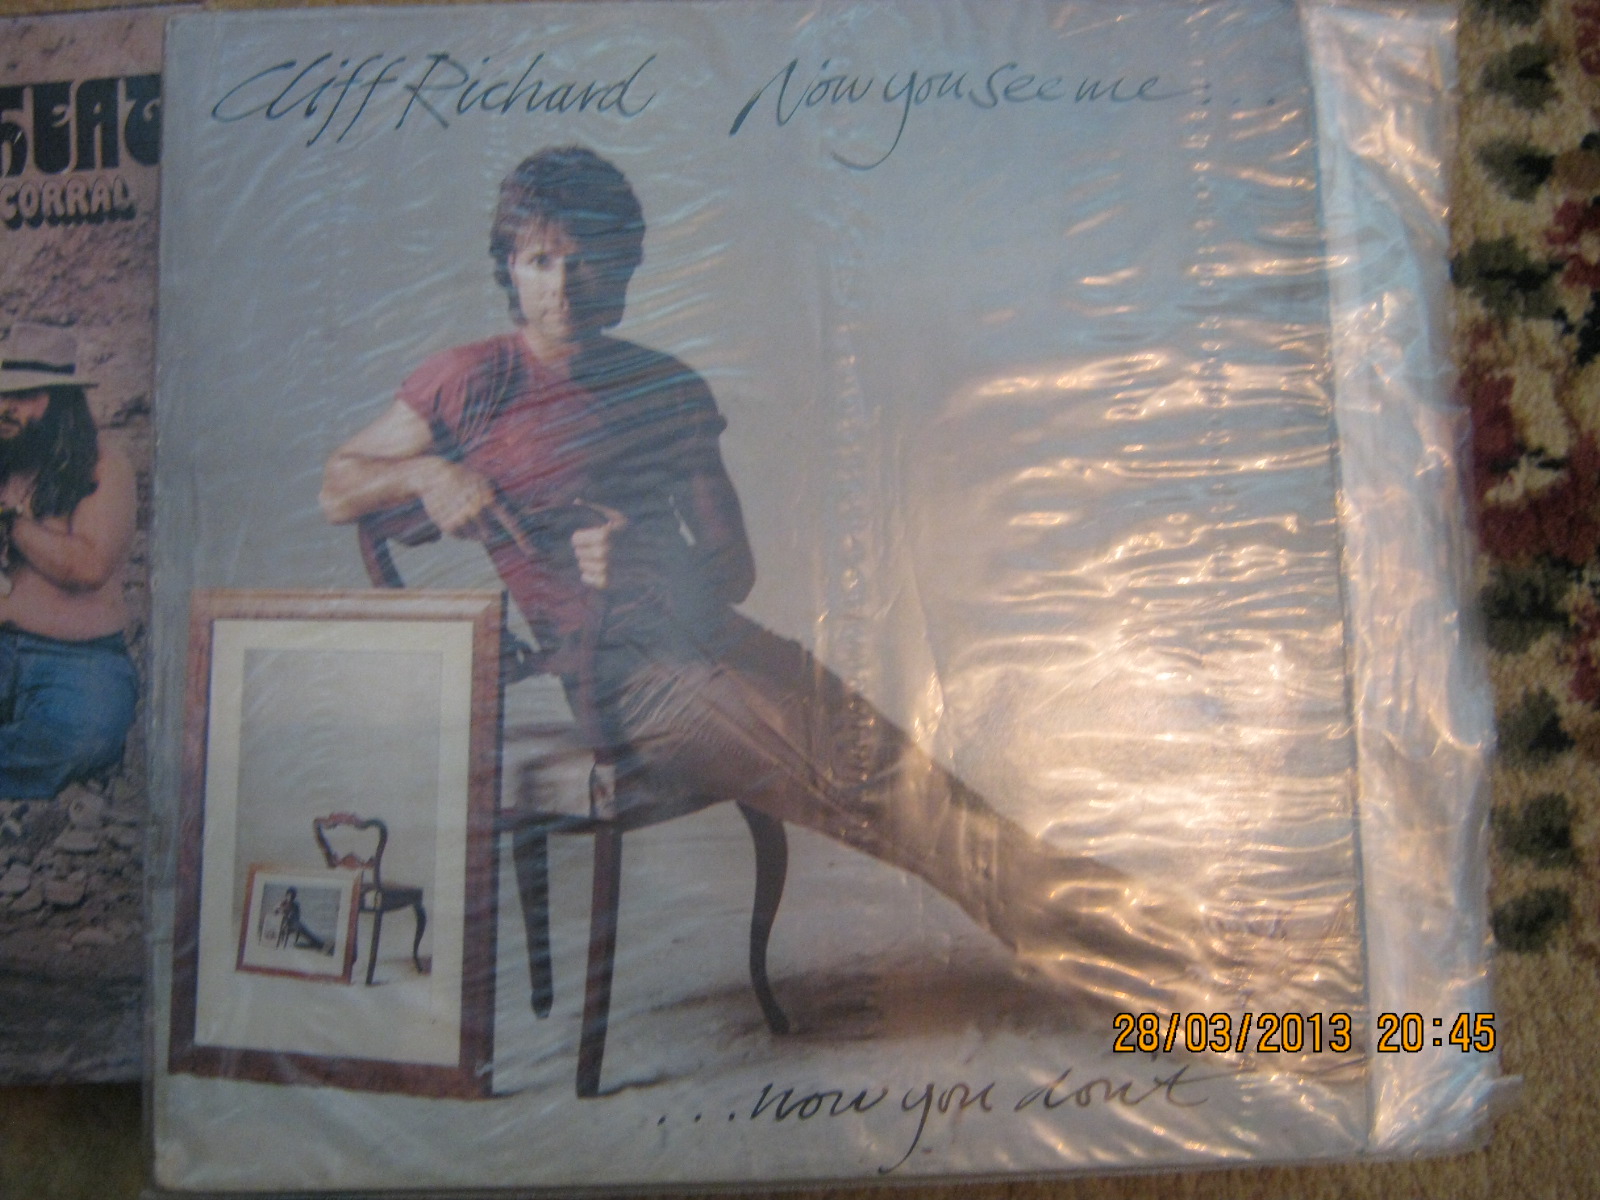 Cliff Richard
Now you see me...
...now you don't
CORRAL
28/03/2013 20:45